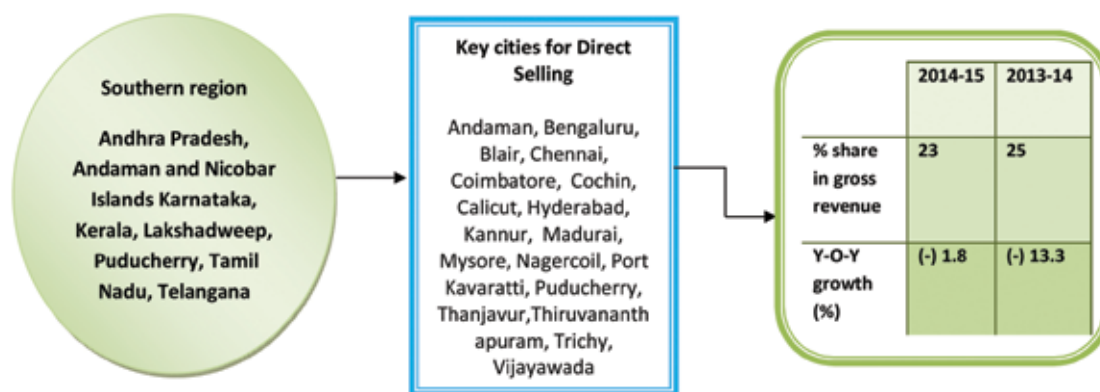 Southern region
Andhra Pradesh,
Andaman and Nicobar
Islands Karnataka,
Kerala, Lakshadweep,
Puducherry, Tamil
Nadu, Telangana
Key cities for Direct
Selling
Andaman, Bengaluru,
Blair, Chennai,
Coimbatore, Cochin,
Calicut, Hyderabad,
Kannur, Madurai,
Mysore, Nagercoil, Port
Kavaratti, Puducherry,
Thanjavur,Thiruvananth
apuram, Trichy,
Vijayawada
2014-15 2013-14
% share 23 25
in gross
revenue
Y-O-Y (-) 1.8 (-) 13.3
growth
(%)